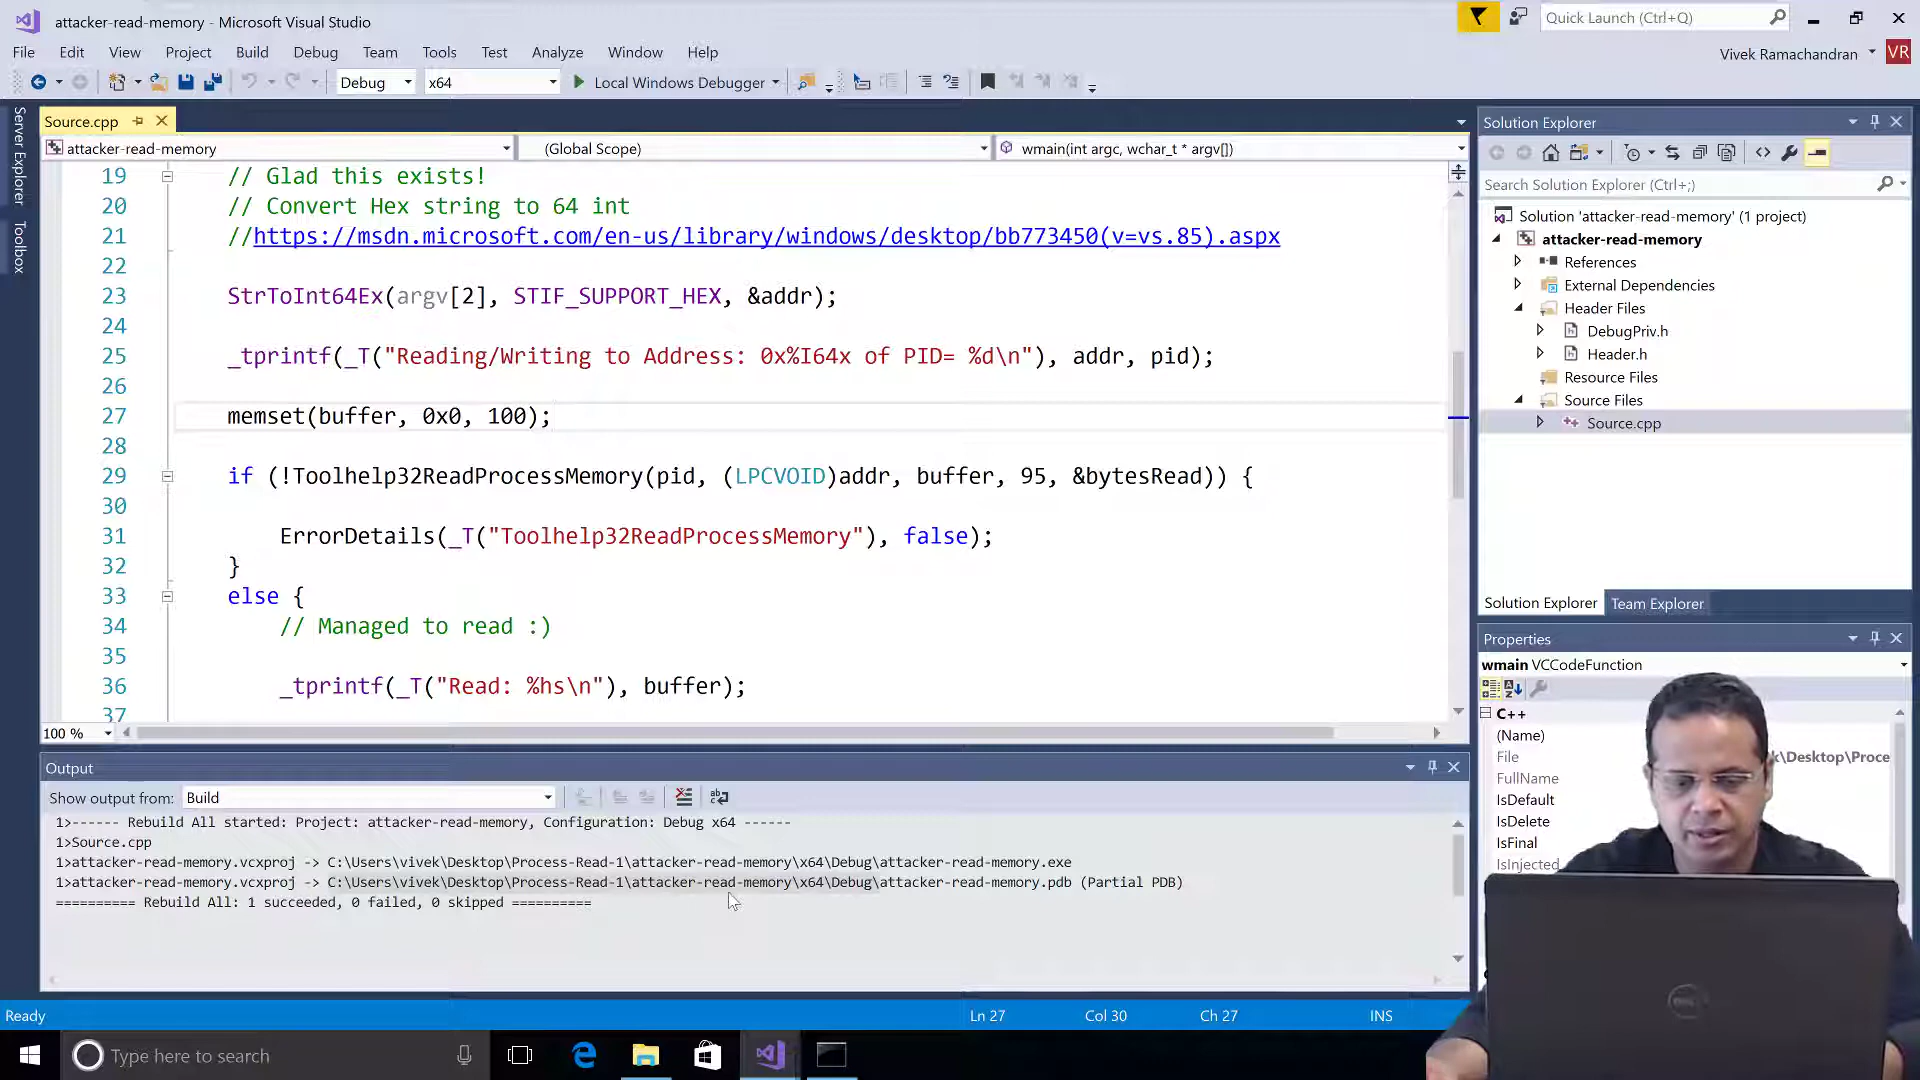 attacker-read-memory - Microsoft Visual Studio
Quick Launch (Ctrl+Q)
File Edit View Project Build Debug Team Tools Test Analyze Window Help
Vivek Ramachandran VR
Debug x64 Local Windows Debugger
Server Explorer
Toolbox
Source.cpp
attacker-read-memory (Global Scope) wmain(int argc, wchar_t * argv[])
19 // Glad this exists!
20 // Convert Hex string to 64 int
21 //https://msdn.microsoft.com/en-us/library/windows/desktop/bb773450(v=vs.85).aspx
22
23 StrToInt64Ex(argv[2], STIF_SUPPORT_HEX, &addr);
24
25 _tprintf(_T("Reading/Writing to Address: 0x%I64x of PID= %d\n"), addr, pid);
26
27 memset(buffer, 0x0, 100);
28
29 if (!Toolhelp32ReadProcessMemory(pid, (LPCVOID)addr, buffer, 95, &bytesRead)) {
30
31 ErrorDetails(_T("Toolhelp32ReadProcessMemory"), false);
32 }
33 else {
34 // Managed to read :)
35
36 _tprintf(_T("Read: %hs\n"), buffer);
37
100 %
Output
Show output from: Build
1>------ Rebuild All started: Project: attacker-read-memory, Configuration: Debug x64 ------
1>Source.cpp
1>attacker-read-memory.vcxproj -> C:\Users\vivek\Desktop\Process-Read-1\attacker-read-memory\x64\Debug\attacker-read-memory.exe
1>attacker-read-memory.vcxproj -> C:\Users\vivek\Desktop\Process-Read-1\attacker-read-memory\x64\Debug\attacker-read-memory.pdb (Partial PDB)
========== Rebuild All: 1 succeeded, 0 failed, 0 skipped ==========
Solution Explorer
Search Solution Explorer (Ctrl+;)
Solution 'attacker-read-memory' (1 project)
attacker-read-memory
References
External Dependencies
Header Files
DebugPriv.h
Header.h
Resource Files
Source Files
Source.cpp
Solution Explorer Team Explorer
Properties
wmain VCCodeFunction
C++
(Name)
File k\Desktop\Proce
FullName
IsDefault
IsDelete
IsFinal
IsInjected
Ready Ln 27 Col 30 Ch 27 INS
Type here to search